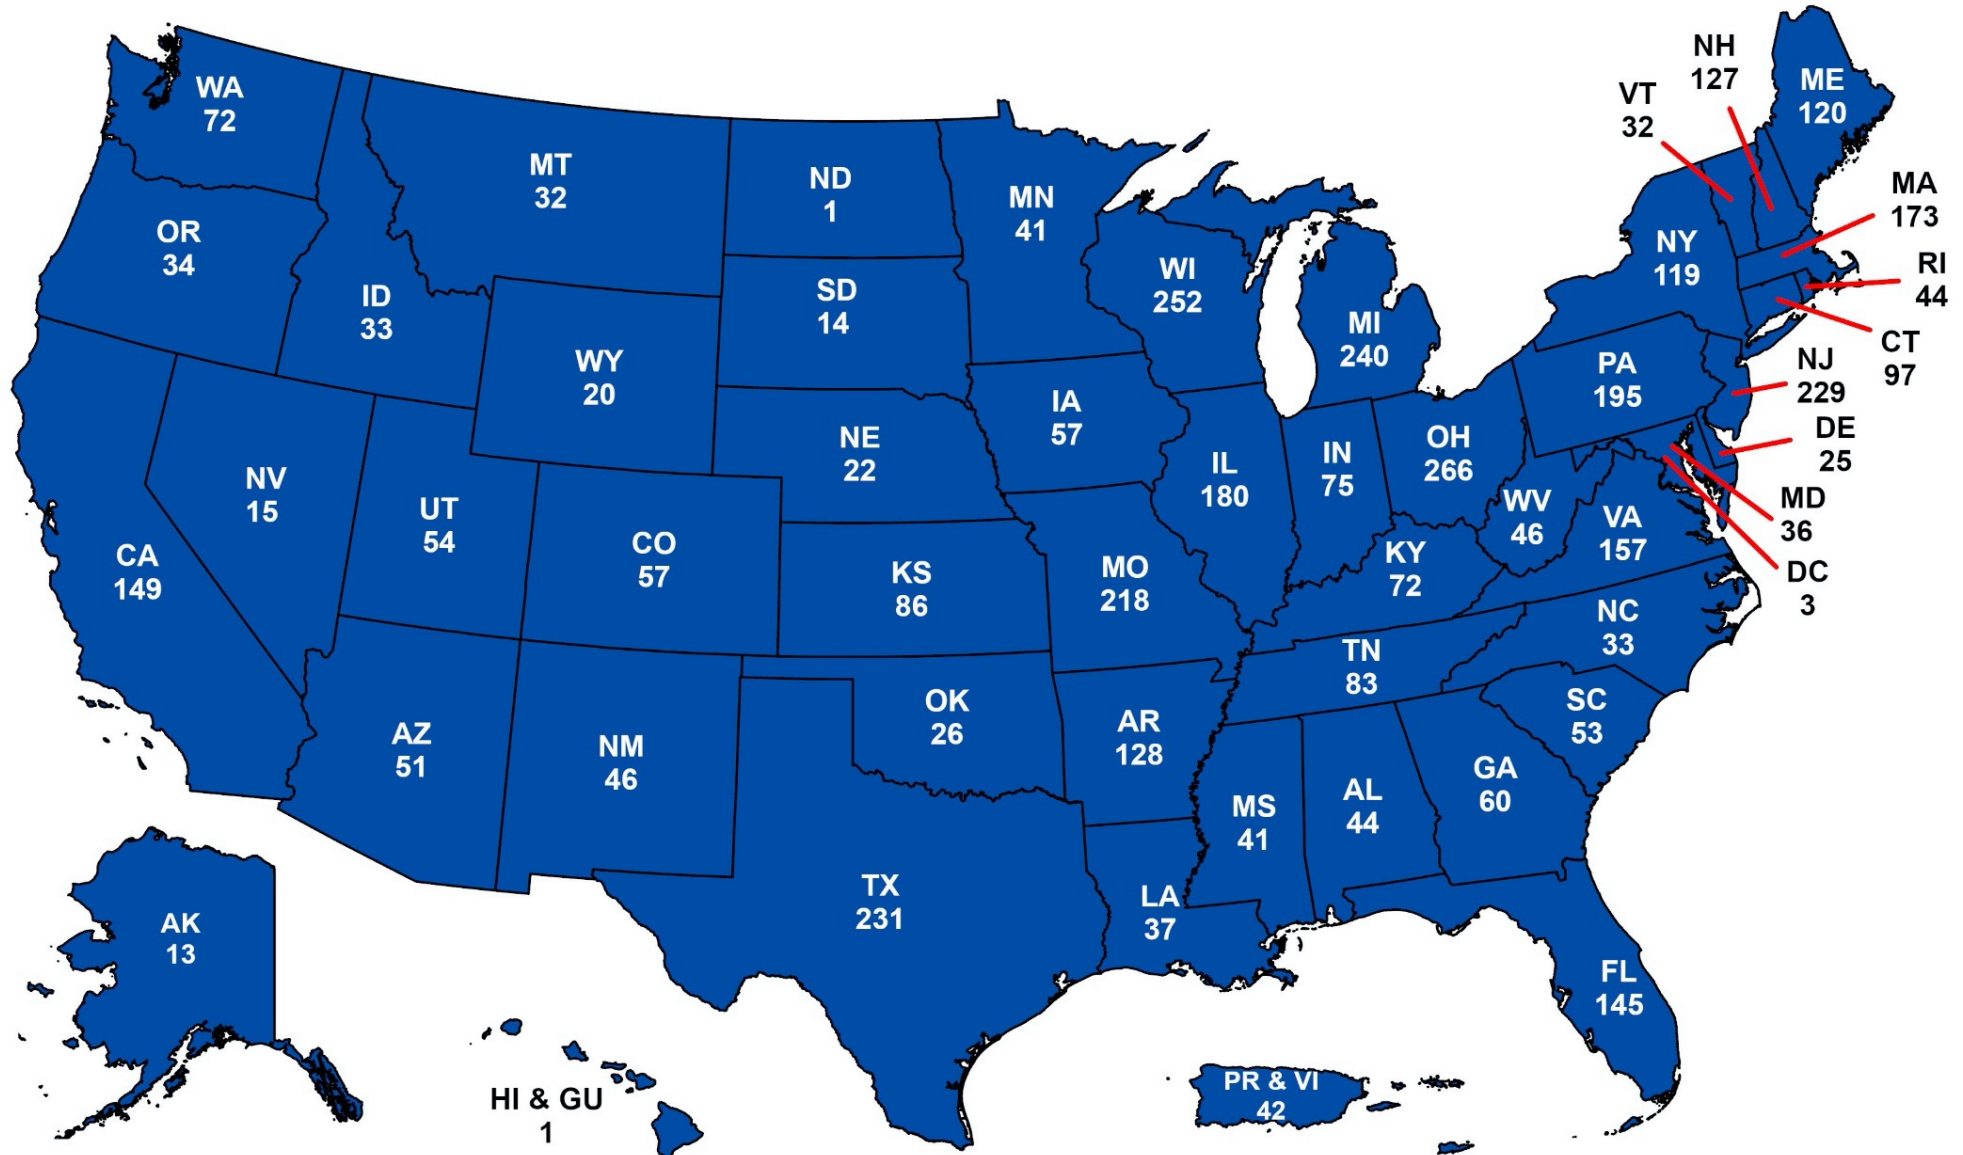 WA
72
OR
34
CA
149
NV
15
ID
33
MT
32
WY
20
UT
54
CO
57
AZ
51
NM
46
ND
1
SD
14
NE
22
KS
86
OK
26
TX
231
MN
41
IA
57
MO
218
AR
128
LA
37
WI
252
IL
180
MI
240
IN
75
OH
266
KY
72
TN
83
MS
41
AL
44
GA
60
FL
145
SC
53
NC
33
VA
157
WV
46
PA
195
NY
119
VT
32
NH
127
ME
120
MA
173
RI
44
CT
97
NJ
229
DE
25
MD
36
DC
3
AK
13
HI & GU
1
PR & VI
42